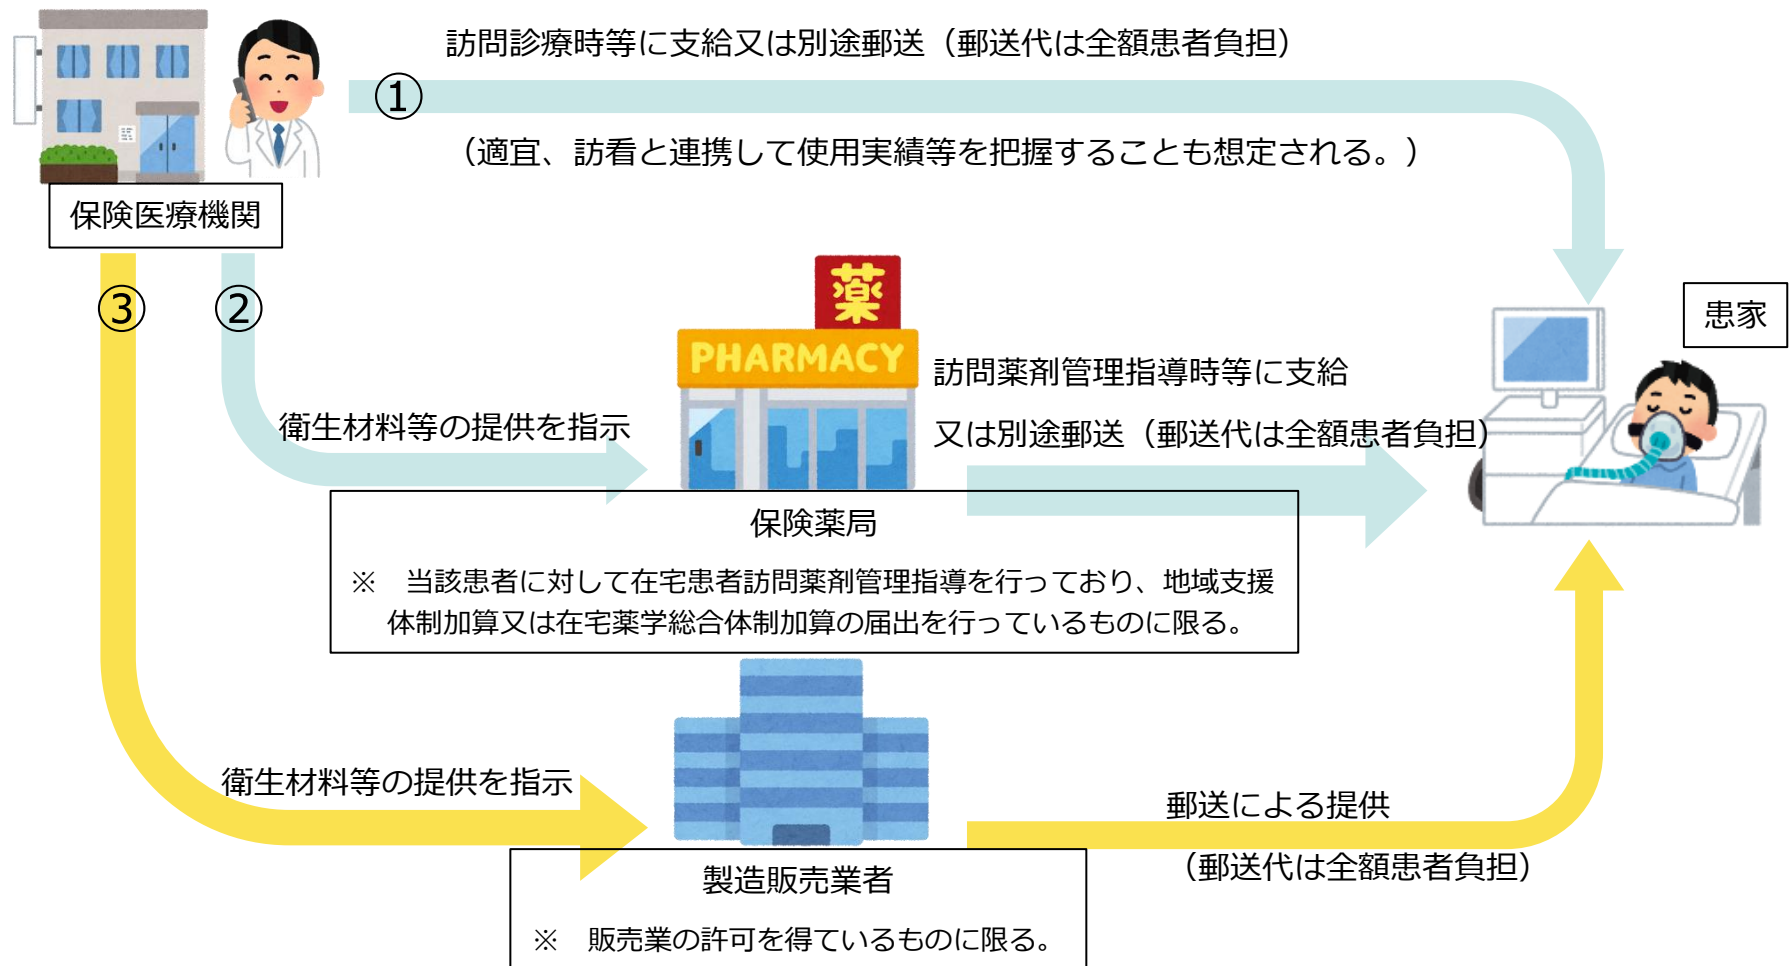 訪問診療時等に支給又は別途郵送（郵送代は全額患者負担）
①
（適宜、訪看と連携して使用実績等を把握することも想定される。）
保険医療機関
③
②
薬
PHARMACY
患家
訪問薬剤管理指導時等に支給
又は別途郵送（郵送代は全額患者負担）
衛生材料等の提供を指示
保険薬局
※　当該患者に対して在宅患者訪問薬剤管理指導を行っており、地域支援
体制加算又は在宅薬学総合体制加算の届出を行っているものに限る。
衛生材料等の提供を指示
郵送による提供
（郵送代は全額患者負担）
製造販売業者
※　販売業の許可を得ているものに限る。